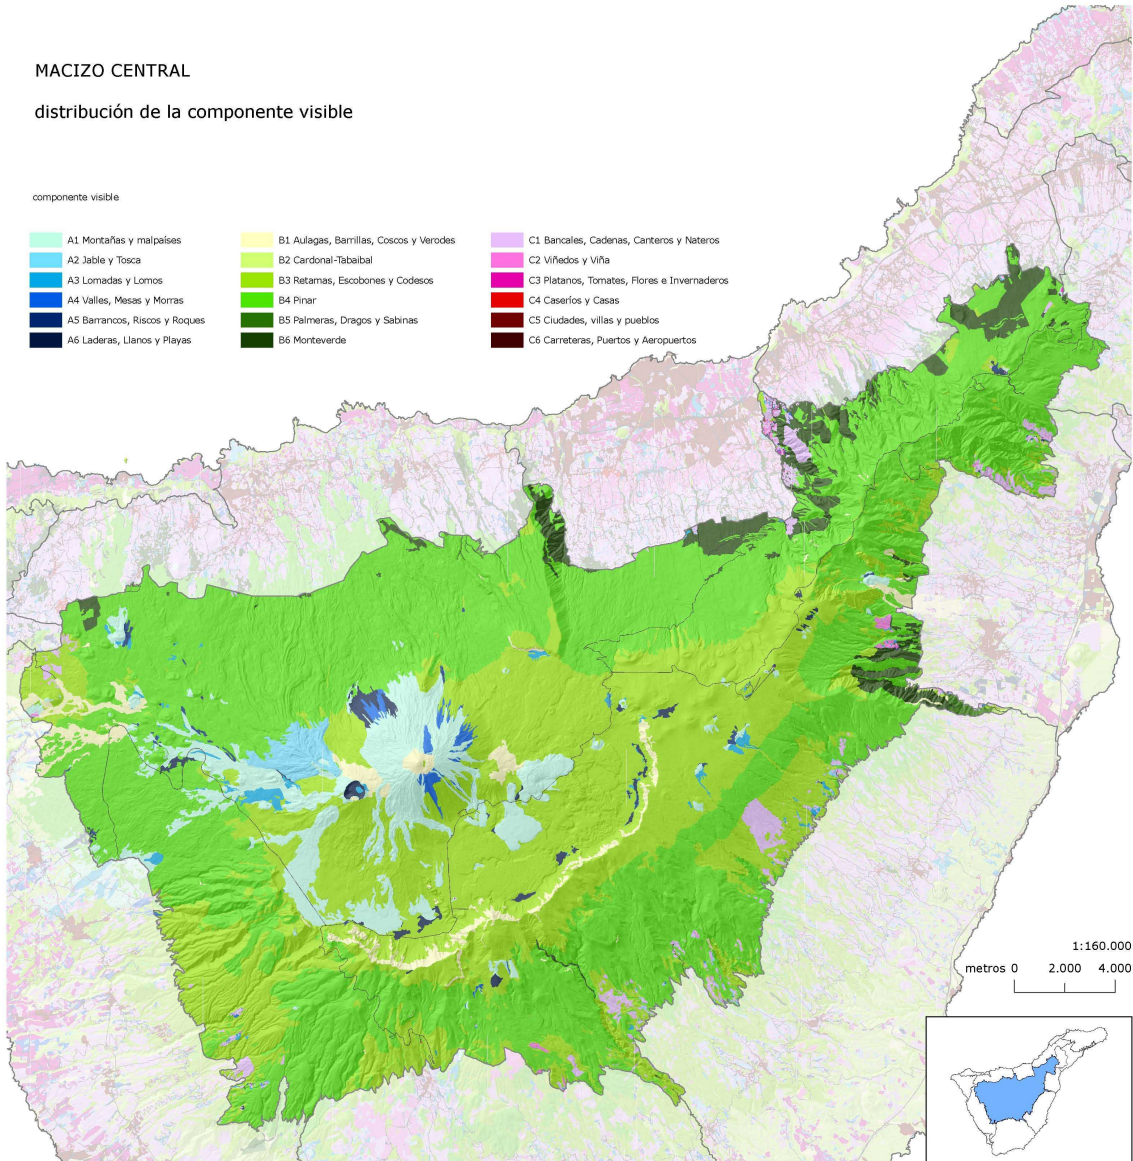 MACIZO CENTRAL
distribución de la componente visible
componente visible
A1 Montañas y malpaíses
A2 Jable y Tosca
A3 Lomadas y Lomos
A4 Valles, Mesas y Morras
A5 Barrancos, Riscos y Roques
A6 Laderas, Llanos y Playas
B1 Aulagas, Barrillas, Coscos y Verodes
B2 Cardonal-Tabaibal
B3 Retamas, Escobones y Codesos
B4 Pinar
B5 Palmeras, Dragos y Sabinas
B6 Monteverde
C1 Bancales, Cadenas, Canteros y Nateros
C2 Viñedos y Viña
C3 Platanos, Tomates, Flores e Invernaderos
C4 Caseríos y Casas
C5 Ciudades, villas y pueblos
C6 Carreteras, Puertos y Aeropuertos
1:160.000
metros 0 2.000 4.000